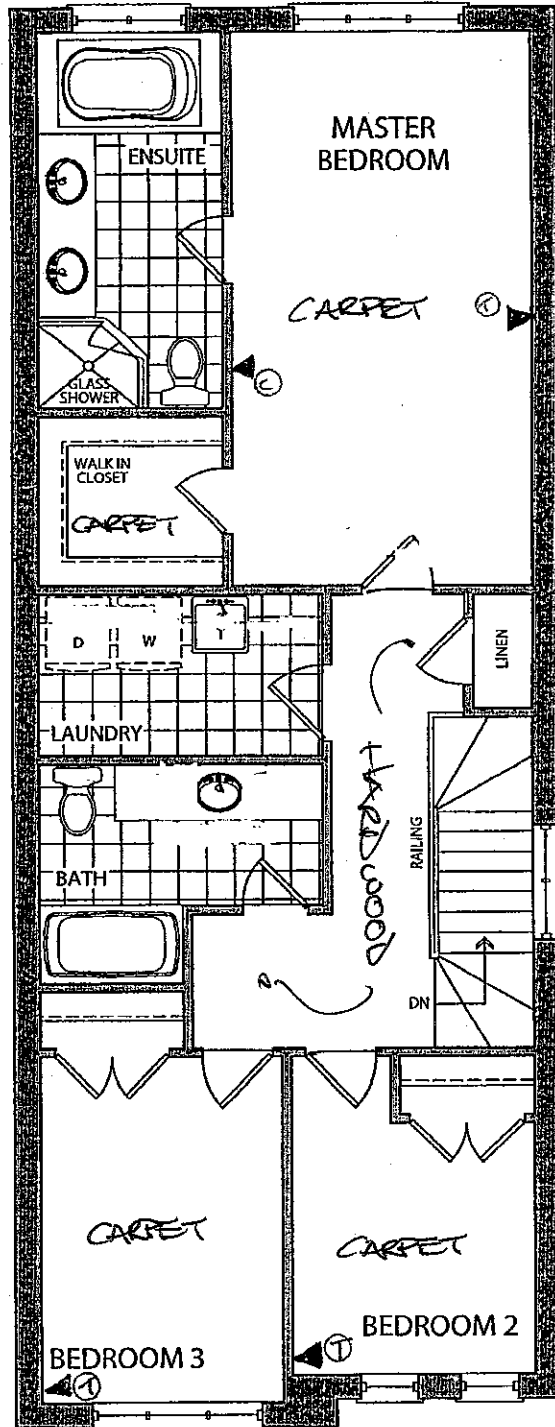 ENSUITE
MASTER
BEDROOM
CARPET
T
C
GLASS
SHOWER
WALK IN
CLOSET
CARPET
D
W
T
LINEN
LAUNDRY
HARDWOOD
RAILING
BATH
DN
CARPET
CARPET
BEDROOM 2
BEDROOM 3
T
T